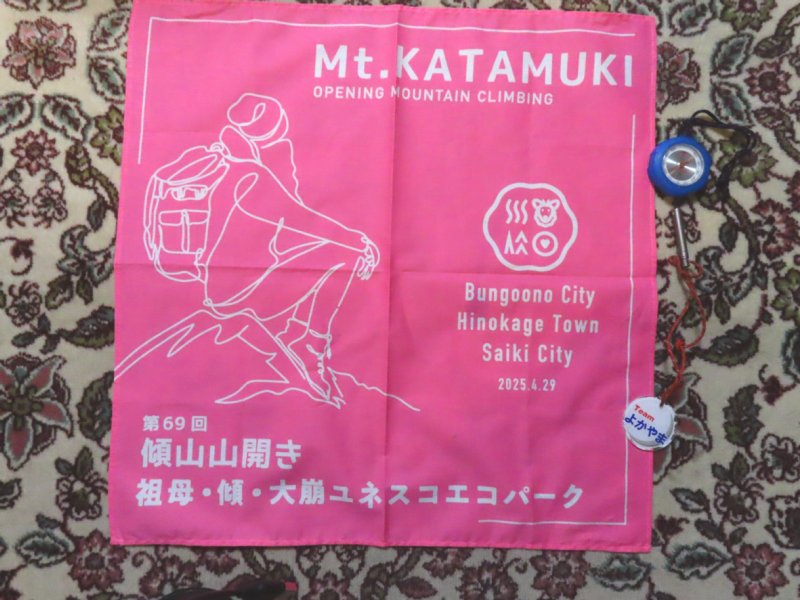 Mt.KATAMUKI
OPENING MOUNTAIN CLIMBING
Bungoono City
Hinokage Town
Saiki City
2025.4.29
第69回
傾山山開き
祖母・傾・大崩ユネスコエコパーク
Team
よかやま